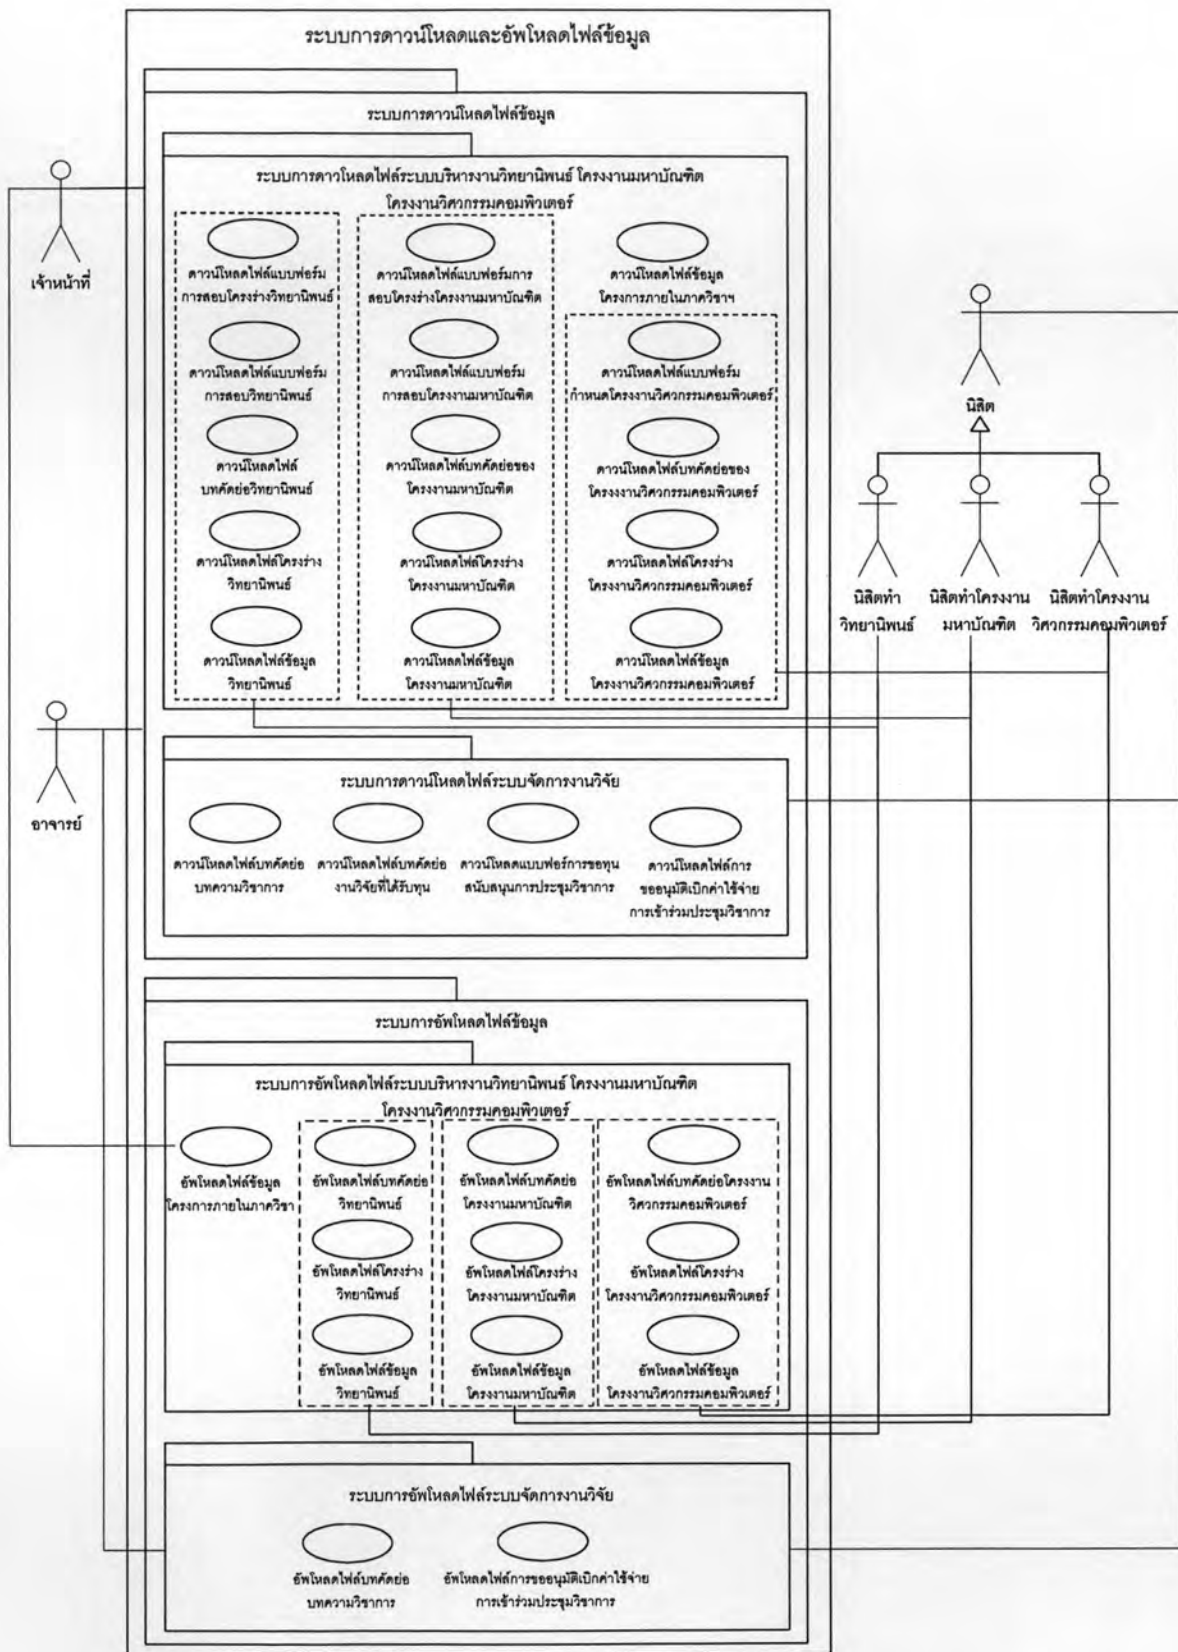 ระบบการดาวน์โหลดและอัพโหลดไฟล์ข้อมูล
ระบบการดาวน์โหลดไฟล์ข้อมูล
ระบบการดาวโหลดไฟล์ระบบบริหารงานวิทยานิพนธ์ โครงงานมหาบัณฑิต
โครงงานวิศวกรรมคอมพิวเตอร์
ดาวน์โหลดไฟล์แบบฟอร์ม
การสอบโครงร่างวิทยานิพนธ์
ดาวน์โหลดไฟล์แบบฟอร์มการ
สอบโครงร่างโครงงานมหาบัณฑิต
ดาวน์โหลดไฟล์ข้อมูล
โครงการภายในภาควิชาฯ
ดาวน์โหลดไฟล์แบบฟอร์ม
การสอบวิทยานิพนธ์
ดาวน์โหลดไฟล์แบบฟอร์ม
การสอบโครงงานมหาบัณฑิต
ดาวน์โหลดไฟล์แบบฟอร์ม
กำหนดโครงงานวิศวกรรมคอมพิวเตอร์
ดาวน์โหลดไฟล์
บทคัดย่อวิทยานิพนธ์
ดาวน์โหลดไฟล์บทคัดย่อของ
โครงงานมหาบัณฑิต
ดาวน์โหลดไฟล์บทคัดย่อของ
โครงงานวิศวกรรมคอมพิวเตอร์
ดาวน์โหลดไฟล์โครงร่าง
วิทยานิพนธ์
ดาวน์โหลดไฟล์โครงร่าง
โครงงานมหาบัณฑิต
ดาวน์โหลดไฟล์โครงร่าง
โครงงานวิศวกรรมคอมพิวเตอร์
ดาวน์โหลดไฟล์ข้อมูล
วิทยานิพนธ์
ดาวน์โหลดไฟล์ข้อมูล
โครงงานมหาบัณฑิต
ดาวน์โหลดไฟล์ข้อมูล
โครงงานวิศวกรรมคอมพิวเตอร์
เจ้าหน้าที่
นิสิต
นิสิตทำ
วิทยานิพนธ์
นิสิตทำโครงงาน
มหาบัณฑิต
นิสิตทำโครงงาน
วิศวกรรมคอมพิวเตอร์
อาจารย์
ระบบการดาวน์โหลดไฟล์ระบบจัดการงานวิจัย
ดาวน์โหลดไฟล์บทคัดย่อ
บทความวิชาการ
ดาวน์โหลดไฟล์บทคัดย่อ
งานวิจัยที่ได้รับทุน
ดาวน์โหลดแบบฟอร์การขอทุน
สนับสนุนการประชุมวิชาการ
ดาวน์โหลดไฟล์การ
ขออนุมัติเบิกค่าใช้จ่าย
การเข้าร่วมประชุมวิชาการ
ระบบการอัพโหลดไฟล์ข้อมูล
ระบบการอัพโหลดไฟล์ระบบบริหารงานวิทยานิพนธ์ โครงงานมหาบัณฑิต
โครงงานวิศวกรรมคอมพิวเตอร์
อัพโหลดไฟล์ข้อมูล
โครงการภายในภาควิชา
อัพโหลดไฟล์บทคัดย่อ
วิทยานิพนธ์
อัพโหลดไฟล์บทคัดย่อ
โครงงานมหาบัณฑิต
อัพโหลดไฟล์บทคัดย่อโครงงาน
วิศวกรรมคอมพิวเตอร์
อัพโหลดไฟล์โครงร่าง
วิทยานิพนธ์
อัพโหลดไฟล์โครงร่าง
โครงงานมหาบัณฑิต
อัพโหลดไฟล์โครงร่าง
โครงงานวิศวกรรมคอมพิวเตอร์
อัพโหลดไฟล์ข้อมูล
วิทยานิพนธ์
อัพโหลดไฟล์ข้อมูล
โครงงานมหาบัณฑิต
อัพโหลดไฟล์ข้อมูล
โครงงานวิศวกรรมคอมพิวเตอร์
ระบบการอัพโหลดไฟล์ระบบจัดการงานวิจัย
อัพโหลดไฟล์บทคัดย่อ
บทความวิชาการ
อัพโหลดไฟล์การขออนุมัติเบิกค่าใช้จ่าย
การเข้าร่วมประชุมวิชาการ